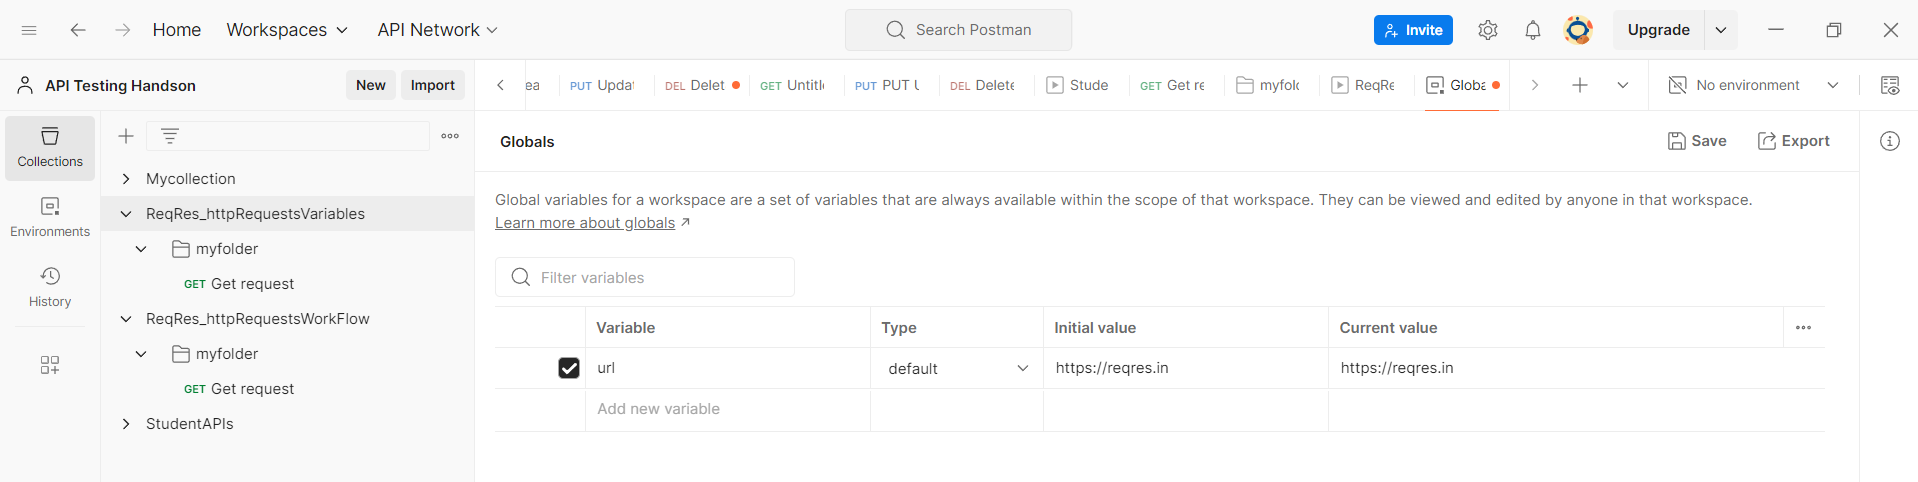 Home Workspaces API Network Search Postman Invite Upgrade
API Testing Handson New Import
ea PUT Updat DEL Delet GET Untitl PUT PUT U DEL Delete Stude GET Get re myfolc ReqRe Globa No environment
Collections
Environments
History
Mycollection
ReqRes_httpRequestsVariables
myfolder
GET Get request
ReqRes_httpRequestsWorkFlow
myfolder
GET Get request
StudentAPIs
Globals Save Export
Global variables for a workspace are a set of variables that are always available within the scope of that workspace. They can be viewed and edited by anyone in that workspace.
Learn more about globals ↗
Filter variables
Variable Type Initial value Current value
url default https://reqres.in https://reqres.in
Add new variable